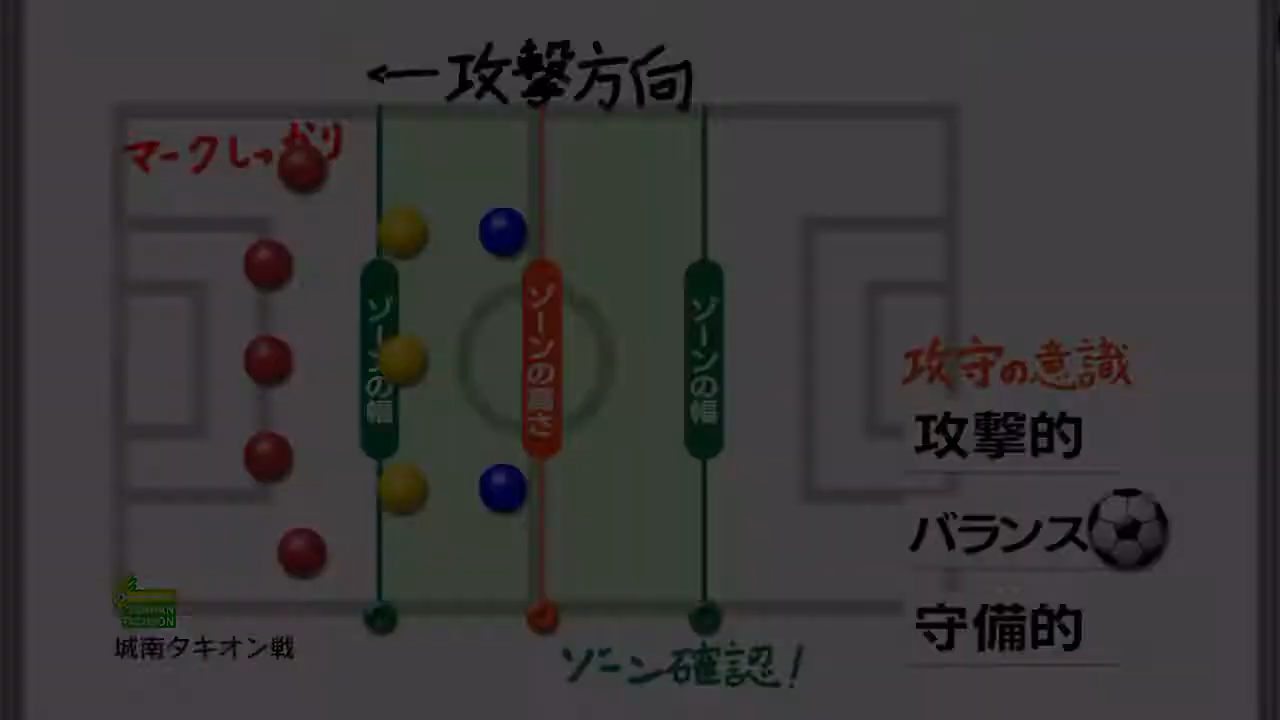 ←攻撃方向
マークしっかり
ゾーンの幅
ゾーンの高さ
ゾーンの幅
攻守の意識
攻撃的
バランス
守備的
城南タキオン戦
ゾーン確認!